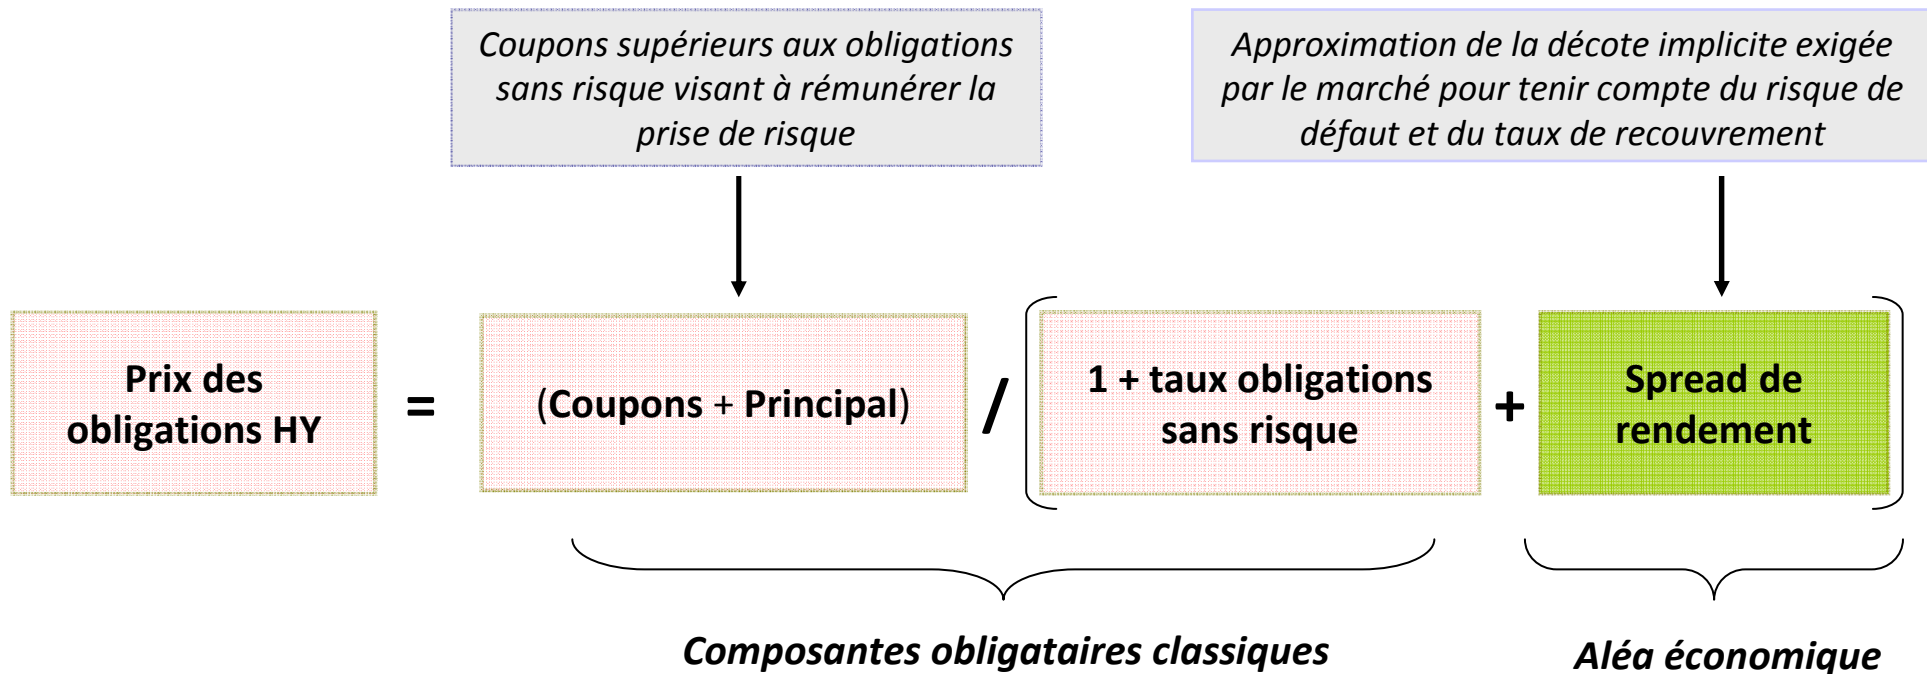 Coupons supérieurs aux obligations
sans risque visant à rémunérer la
prise de risque
Approximation de la décote implicite exigée
par le marché pour tenir compte du risque de
défaut et du taux de recouvrement
Prix des
obligations HY
=
(Coupons + Principal)
/
1 + taux obligations
sans risque
+
Spread de
rendement
Composantes obligataires classiques
Aléa économique